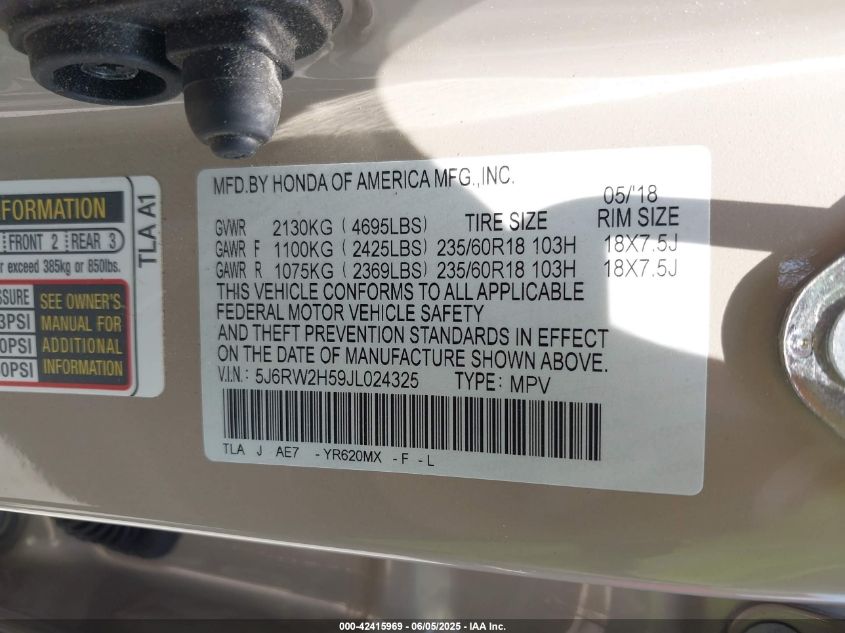 FORMATION
FRONT 2 REAR 3
r exceed 385kg or 850lbs.
TLA A1
SSURE
3PSI
0PSI
0PSI
SEE OWNER'S
MANUAL FOR
ADDITIONAL
INFORMATION
MFD.BY HONDA OF AMERICA MFG.,INC.
05/'18
GVWR 2130KG (4695LBS) TIRE SIZE RIM SIZE
GAWR F 1100KG (2425LBS) 235/60R18 103H 18X7.5J
GAWR R 1075KG (2369LBS) 235/60R18 103H 18X7.5J
THIS VEHICLE CONFORMS TO ALL APPLICABLE
FEDERAL MOTOR VEHICLE SAFETY
AND THEFT PREVENTION STANDARDS IN EFFECT
ON THE DATE OF MANUFACTURE SHOWN ABOVE.
V.I.N.: 5J6RW2H59JL024325 TYPE: MPV
TLA J AE7 -YR620MX -F -L
000-42415969 - 06/05/2025 - IAA Inc.